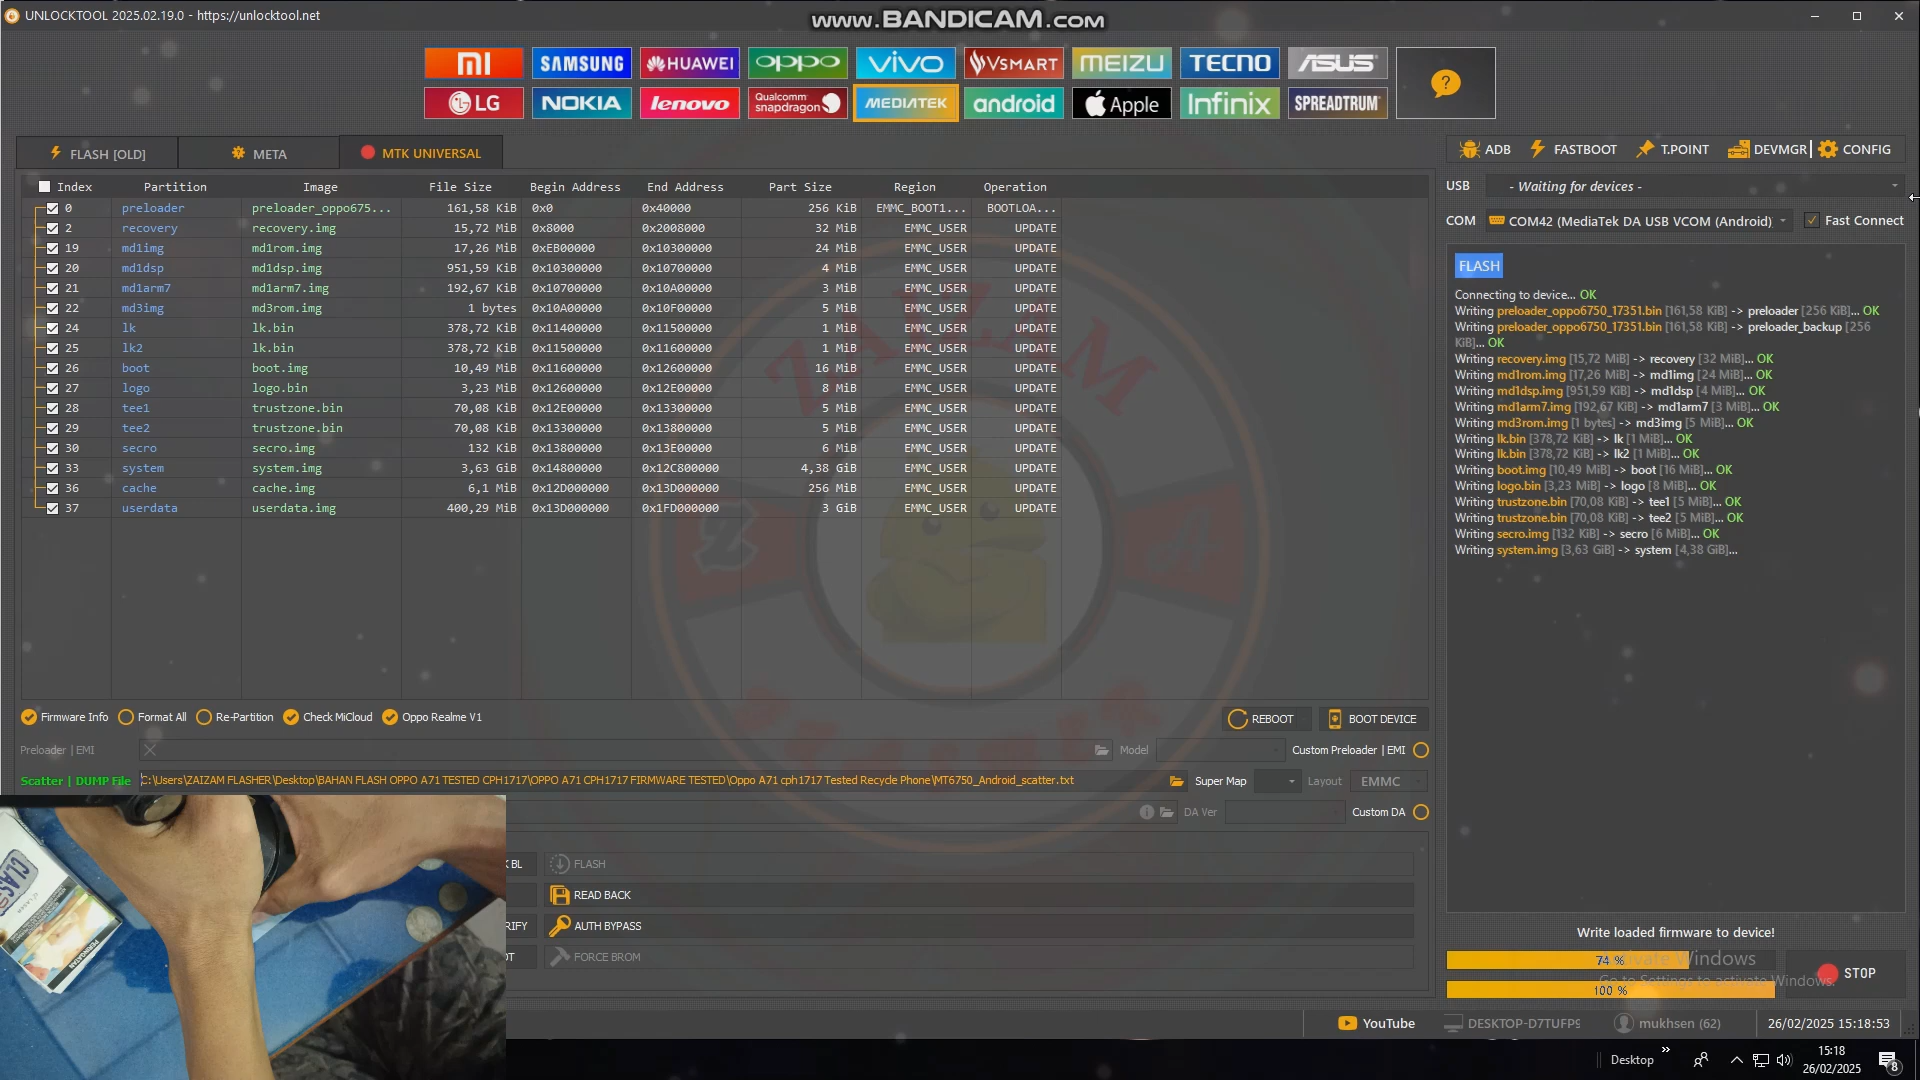 UNLOCKTOOL 2025.02.19.0 - https://unlocktool.net
www.BANDICAM.com
MI SAMSUNG HUAWEI oppo vivo VSMART MEIZU TECNO ASUS
LG NOKIA lenovo Qualcomm snapdragon MEDIATEK android Apple Infinix SPREADTRUM
?
FLASH [OLD] META MTK UNIVERSAL
ADB FASTBOOT T.POINT DEVMGR CONFIG
USB - Waiting for devices -
COM COM42 (MediaTek DA USB VCOM (Android) Fast Connect
Index Partition Image File Size Begin Address End Address Part Size Region Operation
0 preloader preloader_oppo675... 161,58 KiB 0x0 0x40000 256 KiB EMMC_BOOT1... BOOTLOA...
2 recovery recovery.img 15,72 MiB 0x8000 0x2008000 32 MiB EMMC_USER UPDATE
19 md1img md1rom.img 17,26 MiB 0xEB00000 0x10300000 24 MiB EMMC_USER UPDATE
20 md1dsp md1dsp.img 951,59 KiB 0x10300000 0x10700000 4 MiB EMMC_USER UPDATE
21 md1arm7 md1arm7.img 192,67 KiB 0x10700000 0x10A00000 3 MiB EMMC_USER UPDATE
22 md3img md3rom.img 1 bytes 0x10A00000 0x10F00000 5 MiB EMMC_USER UPDATE
24 lk lk.bin 378,72 KiB 0x11400000 0x11500000 1 MiB EMMC_USER UPDATE
25 lk2 lk.bin 378,72 KiB 0x11500000 0x11600000 1 MiB EMMC_USER UPDATE
26 boot boot.img 10,49 MiB 0x11600000 0x12600000 16 MiB EMMC_USER UPDATE
27 logo logo.bin 3,23 MiB 0x12600000 0x12E00000 8 MiB EMMC_USER UPDATE
28 tee1 trustzone.bin 70,08 KiB 0x12E00000 0x13300000 5 MiB EMMC_USER UPDATE
29 tee2 trustzone.bin 70,08 KiB 0x13300000 0x13800000 5 MiB EMMC_USER UPDATE
30 secro secro.img 132 KiB 0x13800000 0x13E00000 6 MiB EMMC_USER UPDATE
33 system system.img 3,63 GiB 0x14800000 0x12C800000 4,38 GiB EMMC_USER UPDATE
36 cache cache.img 6,1 MiB 0x12D000000 0x13D000000 256 MiB EMMC_USER UPDATE
37 userdata userdata.img 400,29 MiB 0x13D000000 0x1FD000000 3 GiB EMMC_USER UPDATE
ZAIZAM
Z A
FLASH
Connecting to device... OK
Writing preloader_oppo6750_17351.bin [161,58 KiB] -> preloader [256 KiB]... OK
Writing preloader_oppo6750_17351.bin [161,58 KiB] -> preloader_backup [256
KiB]... OK
Writing recovery.img [15,72 MiB] -> recovery [32 MiB]... OK
Writing md1rom.img [17,26 MiB] -> md1img [24 MiB]... OK
Writing md1dsp.img [951,59 KiB] -> md1dsp [4 MiB]... OK
Writing md1arm7.img [192,67 KiB] -> md1arm7 [3 MiB]... OK
Writing md3rom.img [1 bytes] -> md3img [5 MiB]... OK
Writing lk.bin [378,72 KiB] -> lk [1 MiB]... OK
Writing lk.bin [378,72 KiB] -> lk2 [1 MiB]... OK
Writing boot.img [10,49 MiB] -> boot [16 MiB]... OK
Writing logo.bin [3,23 MiB] -> logo [8 MiB]... OK
Writing trustzone.bin [70,08 KiB] -> tee1 [5 MiB]... OK
Writing trustzone.bin [70,08 KiB] -> tee2 [5 MiB]... OK
Writing secro.img [132 KiB] -> secro [6 MiB]... OK
Writing system.img [3,63 GiB] -> system [4,38 GiB]...
Firmware Info Format All Re-Partition Check MiCloud Oppo Realme V1 REBOOT BOOT DEVICE
Preloader | EMI Model Custom Preloader | EMI
Scatter | DUMP File C:\Users\ZAIZAM FLASHER\Desktop\BAHAN FLASH OPPO A71 TESTED CPH1717\OPPO A71 CPH1717 FIRMWARE TESTED\Oppo A71 cph1717 Tested Recycle Phone\MT6750_Android_scatter.txt Super Map Layout EMMC
DA Ver Custom DA
K BL FLASH
READ BACK
RIFY AUTH BYPASS
OT FORCE BROM
CLAS
PERINGATAN
Write loaded firmware to device!
74 %
100 %
STOP
Activate Windows
Go to Settings to activate Windows.
YouTube DESKTOP-D7TUFP9 mukhsen (62) 26/02/2025 15:18:53
Desktop 15:18
26/02/2025
8